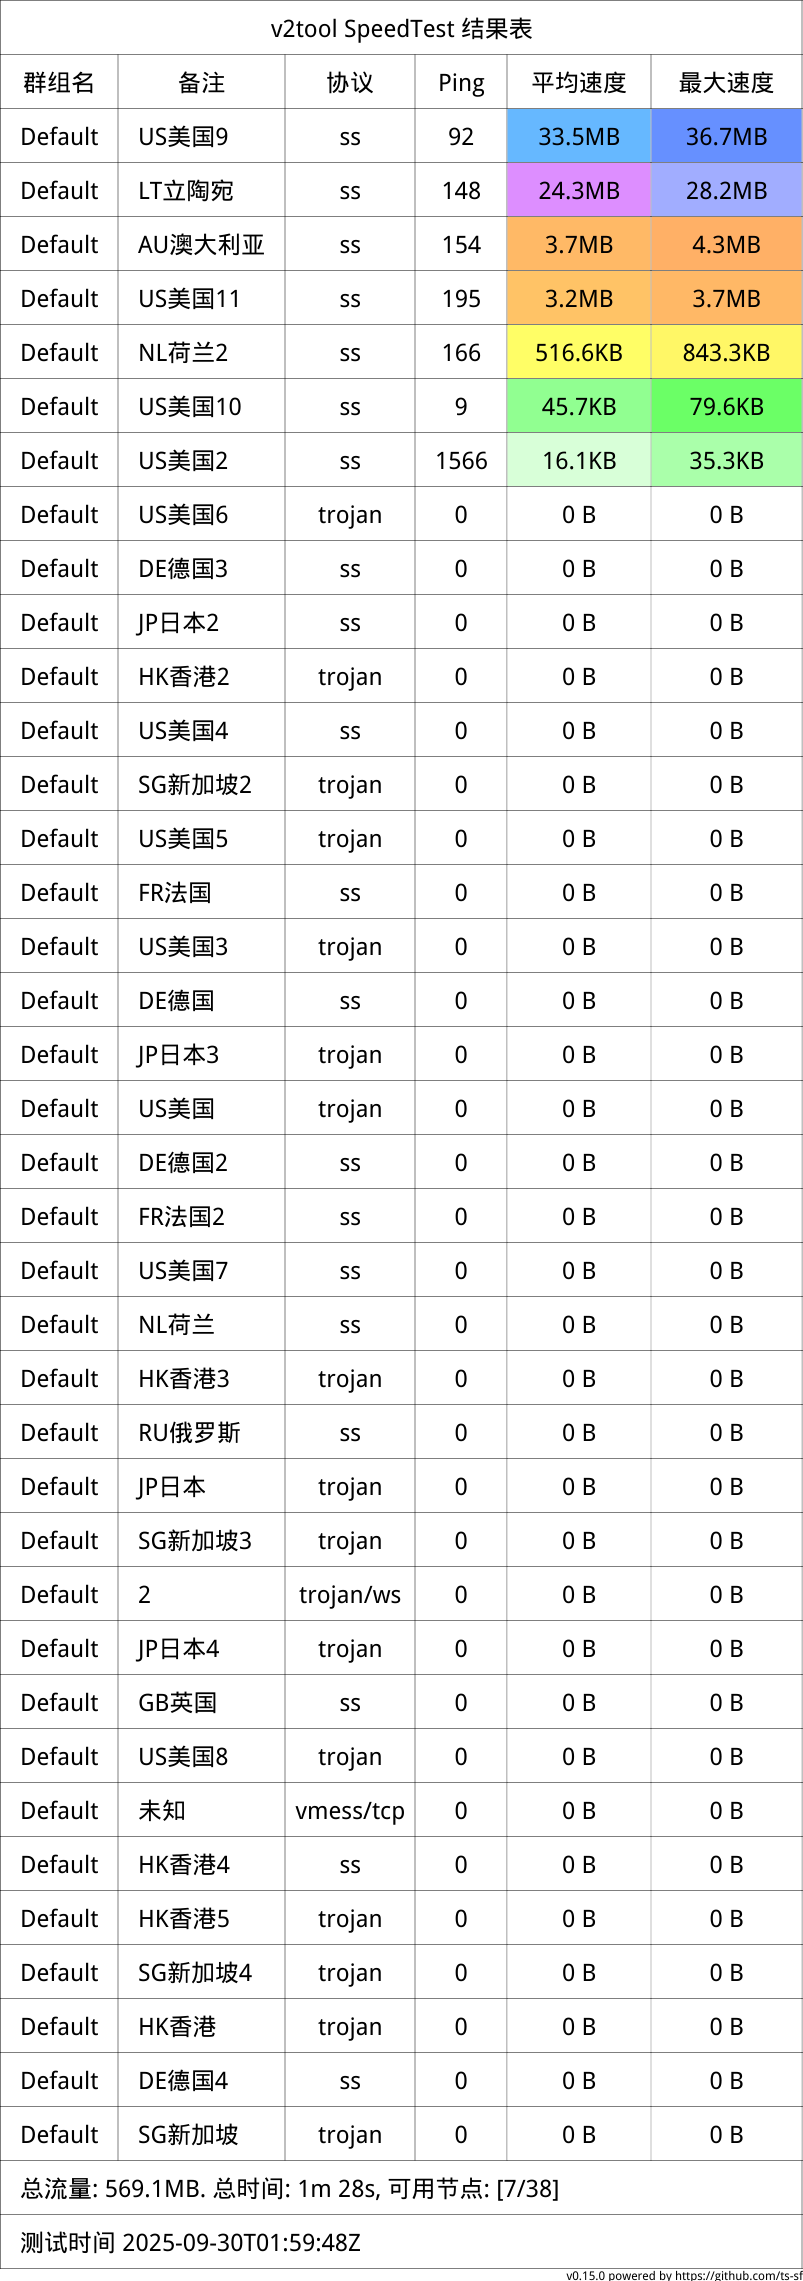 v2tool SpeedTest 结果表
群组名 备注 协议 Ping 平均速度 最大速度
Default US美国9 ss 92 33.5MB 36.7MB
Default LT立陶宛 ss 148 24.3MB 28.2MB
Default AU澳大利亚 ss 154 3.7MB 4.3MB
Default US美国11 ss 195 3.2MB 3.7MB
Default NL荷兰2 ss 166 516.6KB 843.3KB
Default US美国10 ss 9 45.7KB 79.6KB
Default US美国2 ss 1566 16.1KB 35.3KB
Default US美国6 trojan 0 0 B 0 B
Default DE德国3 ss 0 0 B 0 B
Default JP日本2 ss 0 0 B 0 B
Default HK香港2 trojan 0 0 B 0 B
Default US美国4 ss 0 0 B 0 B
Default SG新加坡2 trojan 0 0 B 0 B
Default US美国5 trojan 0 0 B 0 B
Default FR法国 ss 0 0 B 0 B
Default US美国3 trojan 0 0 B 0 B
Default DE德国 ss 0 0 B 0 B
Default JP日本3 trojan 0 0 B 0 B
Default US美国 trojan 0 0 B 0 B
Default DE德国2 ss 0 0 B 0 B
Default FR法国2 ss 0 0 B 0 B
Default US美国7 ss 0 0 B 0 B
Default NL荷兰 ss 0 0 B 0 B
Default HK香港3 trojan 0 0 B 0 B
Default RU俄罗斯 ss 0 0 B 0 B
Default JP日本 trojan 0 0 B 0 B
Default SG新加坡3 trojan 0 0 B 0 B
Default 2 trojan/ws 0 0 B 0 B
Default JP日本4 trojan 0 0 B 0 B
Default GB英国 ss 0 0 B 0 B
Default US美国8 trojan 0 0 B 0 B
Default 未知 vmess/tcp 0 0 B 0 B
Default HK香港4 ss 0 0 B 0 B
Default HK香港5 trojan 0 0 B 0 B
Default SG新加坡4 trojan 0 0 B 0 B
Default HK香港 trojan 0 0 B 0 B
Default DE德国4 ss 0 0 B 0 B
Default SG新加坡 trojan 0 0 B 0 B
总流量: 569.1MB. 总时间: 1m 28s, 可用节点: [7/38]
测试时间 2025-09-30T01:59:48Z
v0.15.0 powered by https://github.com/ts-sf